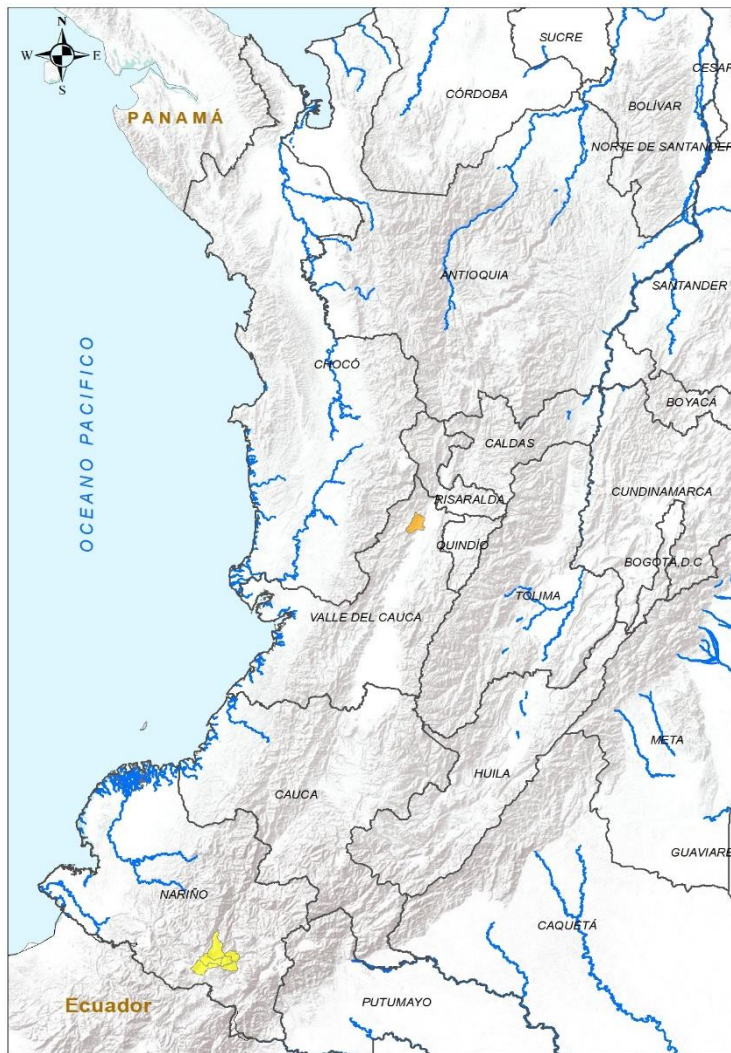 N
W E
S
SUCRE
CESAR
CÓRDOBA
BOLÍVAR
PANAMÁ
NORTE DE SANTANDER
ANTIOQUIA
SANTANDER
OCEANO PACIFICO
CHOCÓ
BOYACÁ
CALDAS
CUNDINAMARCA
RISARALDA
QUINDÍO
BOGOTÁ,D.C
TOLIMA
VALLE DEL CAUCA
META
HUILA
CAUCA
GUAVIARE
NARIÑO
CAQUETÁ
PUTUMAYO
Ecuador